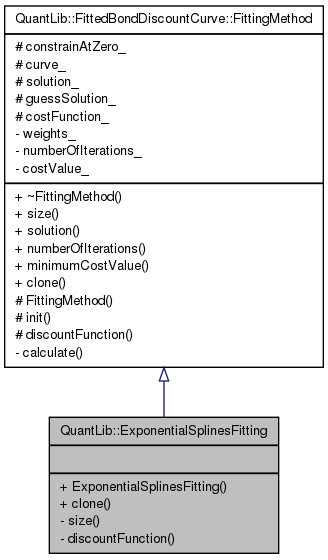 QuantLib::FittedBondDiscountCurve::FittingMethod
# constrainAtZero_
# curve_
# solution_
# guessSolution_
# costFunction_
- weights_
- numberOfIterations_
- costValue_
+ ~FittingMethod()
+ size()
+ solution()
+ numberOfIterations()
+ minimumCostValue()
+ clone()
# FittingMethod()
# init()
# discountFunction()
- calculate()
QuantLib::ExponentialSplinesFitting
+ ExponentialSplinesFitting()
+ clone()
- size()
- discountFunction()